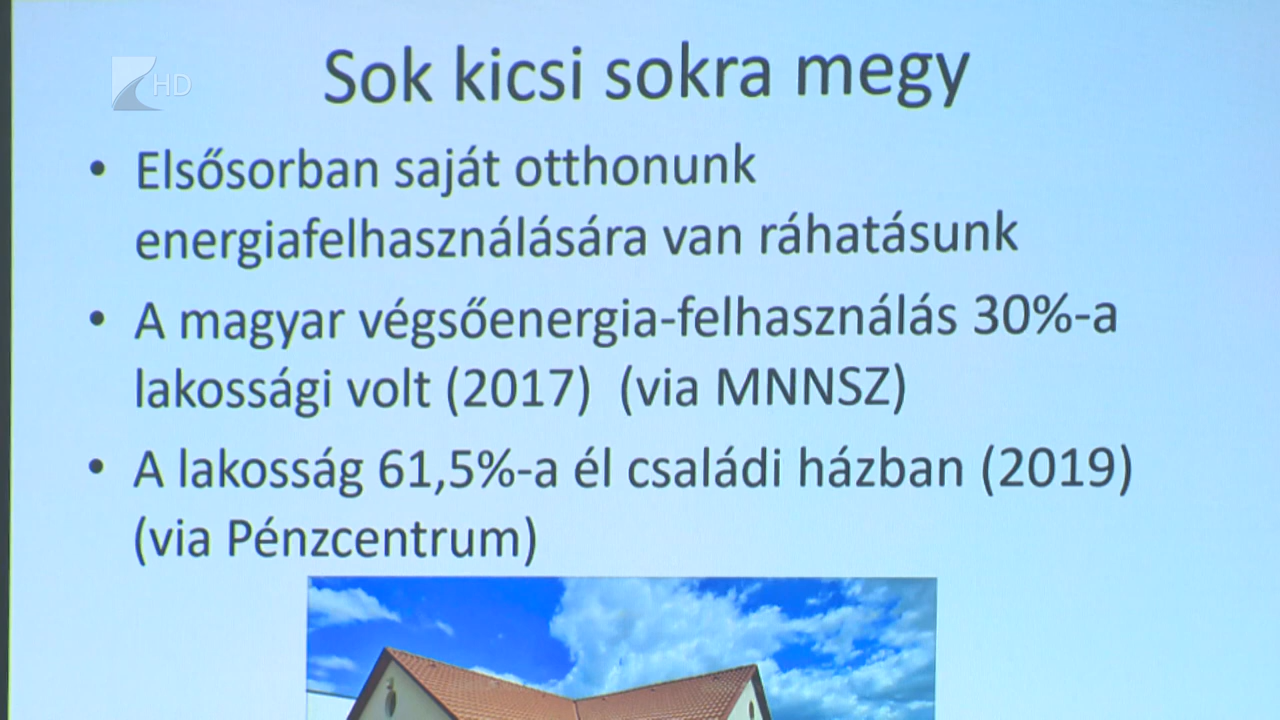 HD
Sok kicsi sokra megy
• Elsősorban saját otthonunk
energiafelhasználására van ráhatásunk
• A magyar végsőenergia-felhasználás 30%-a
lakossági volt (2017) (via MNNSZ)
• A lakosság 61,5%-a él családi házban (2019)
(via Pénzcentrum)